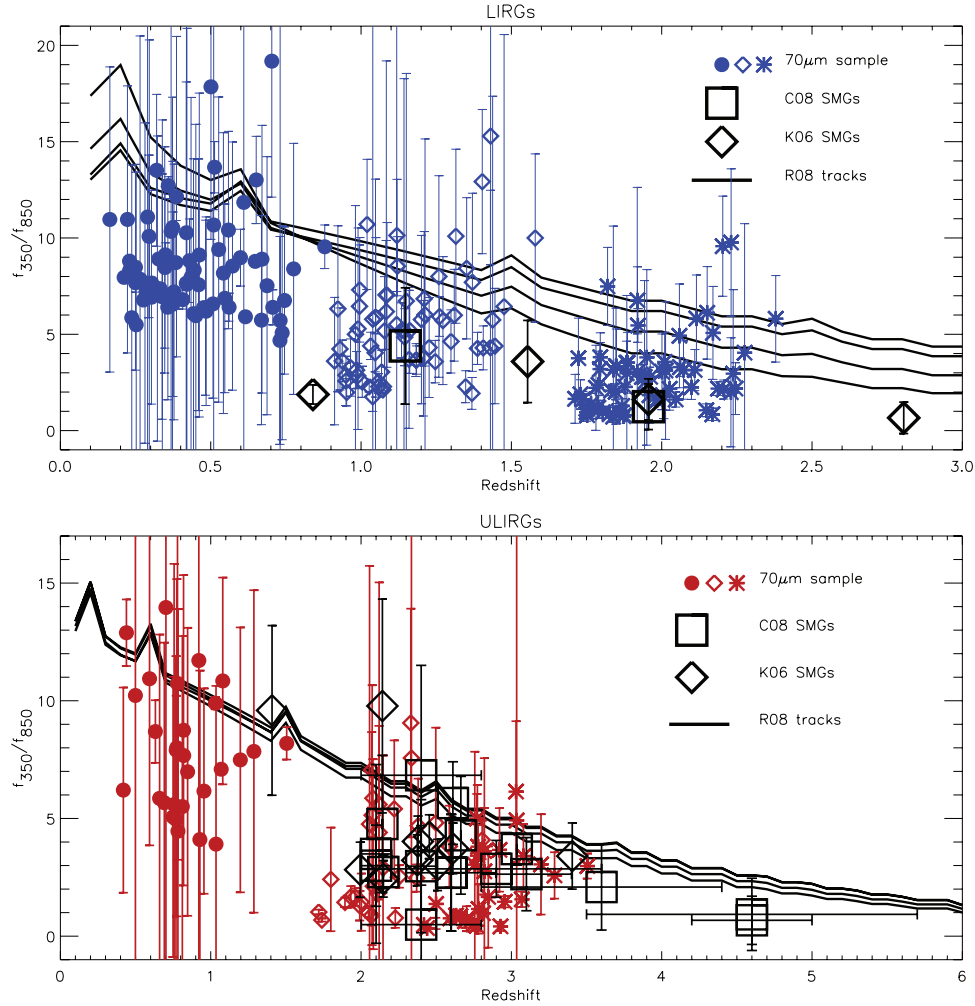 LIRGs
20
15
10
5
0
f350/f850
70μm sample
C08 SMGs
K06 SMGs
R08 tracks
0.0 0.5 1.0 1.5 2.0 2.5 3.0
Redshift
ULIRGs
15
10
5
0
f350/f850
70μm sample
C08 SMGs
K06 SMGs
R08 tracks
0 1 2 3 4 5 6
Redshift